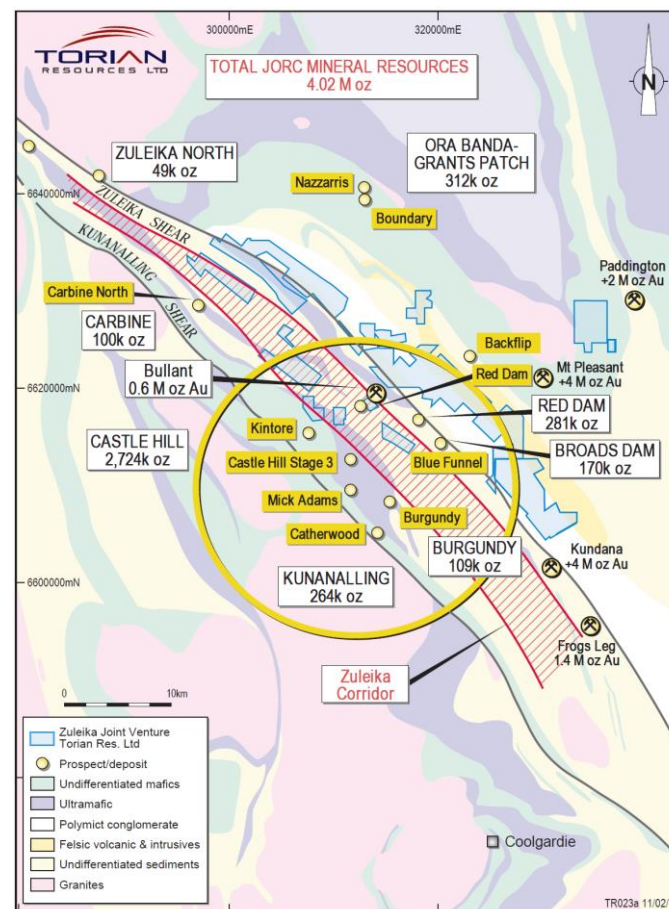 TORIAN
RESOURCES LTD
300000mE
320000mE
TOTAL JORC MINERAL RESOURCES
4.02 M oz
N
ZULEIKA NORTH
49k oz
ORA BANDA-
GRANTS PATCH
312k oz
6640000mN
Nazzarris
Boundary
ZULEIKA SHEAR
KUNANALLING
SHEAR
Paddington
+2 M oz Au
Carbine North
CARBINE
100k oz
Backflip
Bullant
0.6 M oz Au
Red Dam
Mt Pleasant
+4 M oz Au
6620000mN
RED DAM
281k oz
Kintore
CASTLE HILL
2,724k oz
Castle Hill Stage 3
Blue Funnel
BROADS DAM
170k oz
Mick Adams
Burgundy
Catherwood
BURGUNDY
109k oz
Kundana
+4 M oz Au
KUNANALLING
264k oz
6600000mN
Frogs Leg
1.4 M oz Au
Zuleika
Corridor
0
10km
Zuleika Joint Venture
Torian Res. Ltd
Prospect/deposit
Undifferentiated mafics
Ultramafic
Polymict conglomerate
Felsic volcanic & intrusives
Undifferentiated sediments
Granites
Coolgardie
TR023a 11/02/